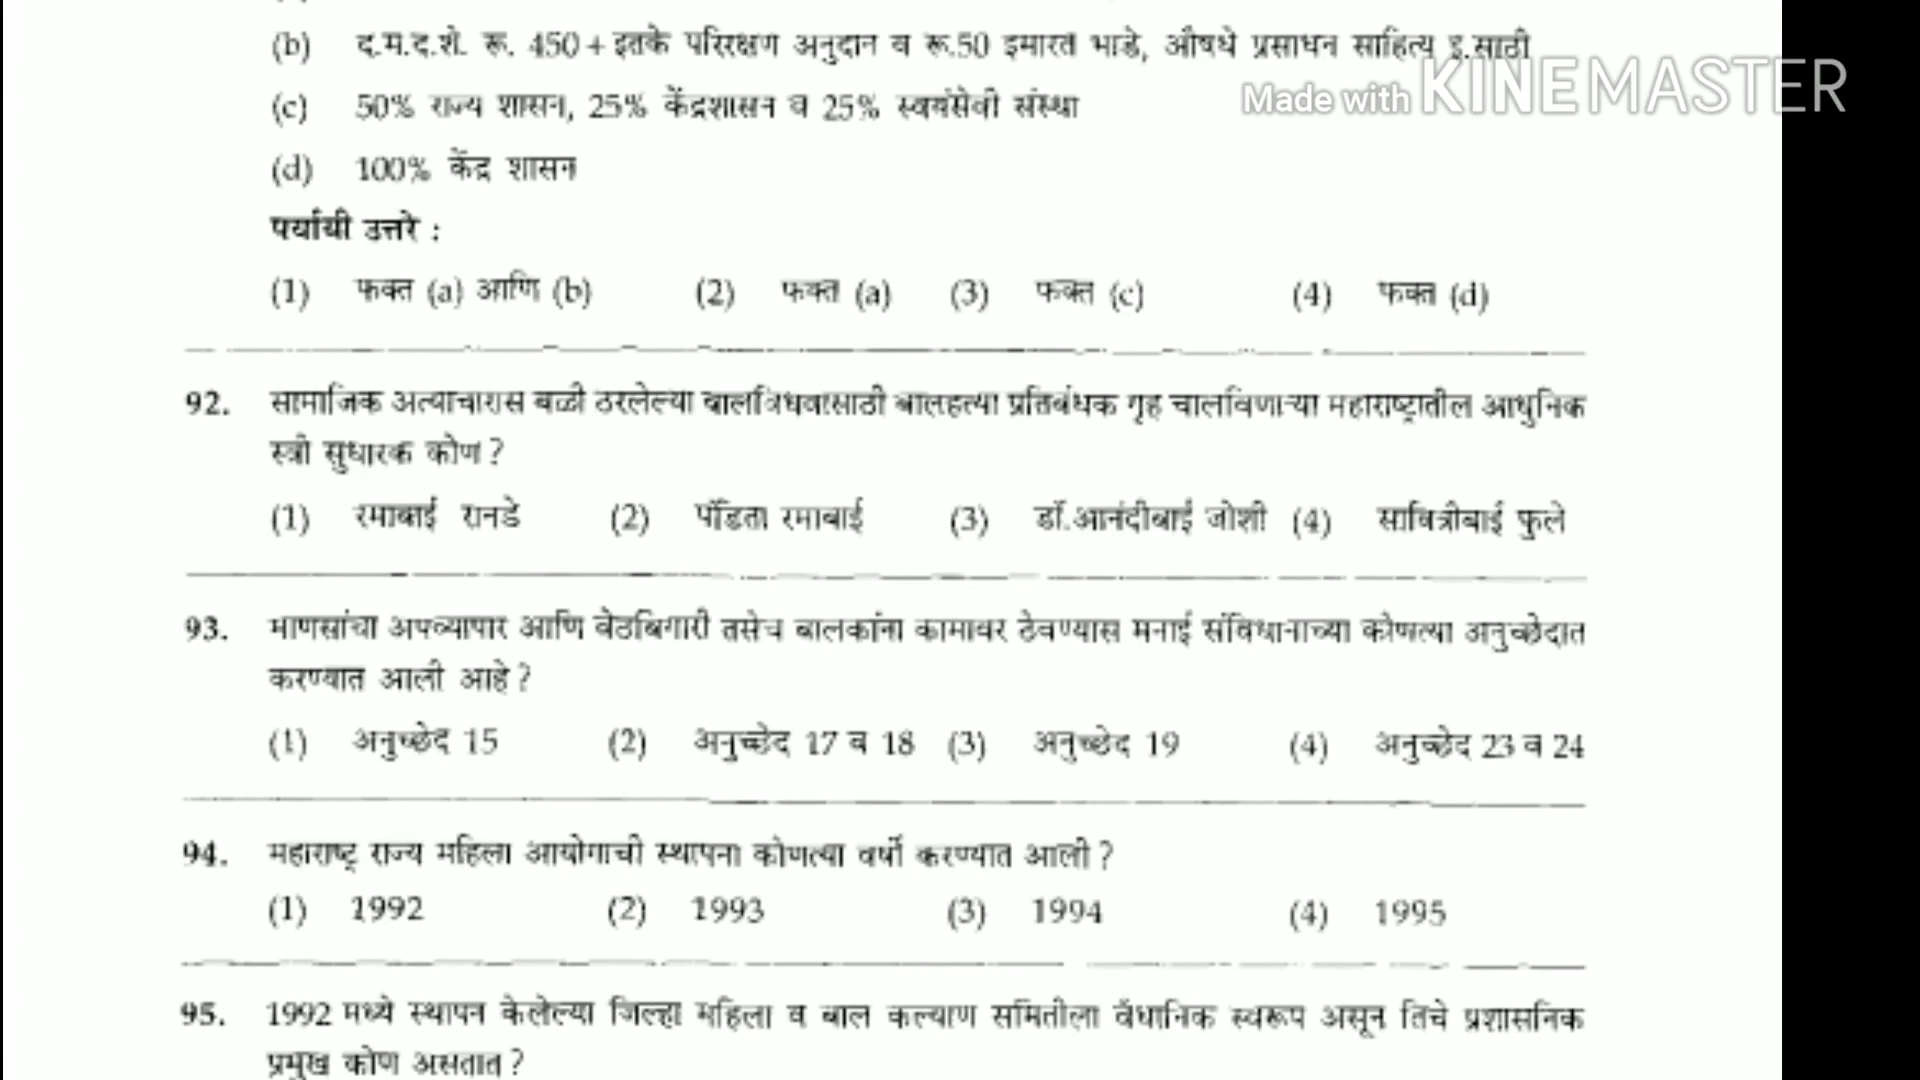 (b) द.म.द.शे. रू. 450 + इतके परिरक्षण अनुदान व रू.50 इमारत भाडे, औषधे प्रसाधन साहित्य इ.साठी
Made with KINEMASTER
(c) 50% राज्य शासन, 25% केंद्रशासन व 25% स्वयंसेवी संस्था
(d) 100% केंद्र शासन
पर्यायी उत्तरे :
(1) फक्त (a) आणि (b) (2) फक्त (a) (3) फक्त (c) (4) फक्त (d)
92. सामाजिक अत्याचारास बळी ठरलेल्या बालविधवांसाठी बालहत्या प्रतिबंधक गृह चालविणाऱ्या महाराष्ट्रातील आधुनिक
स्त्री सुधारक कोण ?
(1) रमाबाई रानडे (2) पंडिता रमाबाई (3) डॉ.आनंदीबाई जोशी (4) सावित्रीबाई फुले
93. माणसांचा अपव्यापार आणि वेठबिगारी तसेच बालकांना कामावर ठेवण्यास मनाई संविधानाच्या कोणत्या अनुच्छेदात
करण्यात आली आहे ?
(1) अनुच्छेद 15 (2) अनुच्छेद 17 व 18 (3) अनुच्छेद 19 (4) अनुच्छेद 23 व 24
94. महाराष्ट्र राज्य महिला आयोगाची स्थापना कोणत्या वर्षी करण्यात आली ?
(1) 1992 (2) 1993 (3) 1994 (4) 1995
95. 1992 मध्ये स्थापन केलेल्या जिल्हा महिला व बाल कल्याण समितीला वैधानिक स्वरूप असून तिचे प्रशासनिक
प्रमुख कोण असतात ?